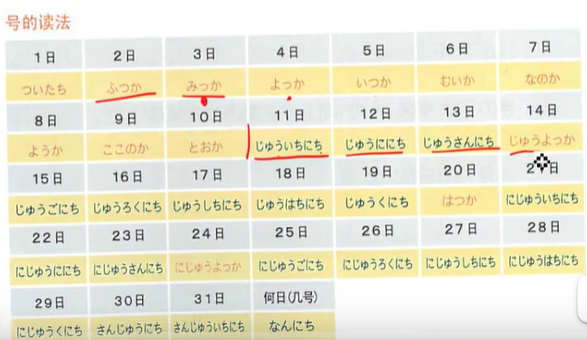 号的读法
1日 2日 3日 4日 5日 6日 7日
ついたち ふつか みっか よっか いつか むいか なのか
8日 9日 10日 11日 12日 13日 14日
ようか ここのか とおか じゅういちにち じゅうににち じゅうさんにち じゅうよっか
15日 16日 17日 18日 19日 20日 日
じゅうごにち じゅうろくにち じゅうしちにち じゅうはちにち じゅうくにち はつか にじゅういちにち
22日 23日 24日 25日 26日 27日 28日
にじゅうににち にじゅうさんにち にじゅうよっか にじゅうごにち にじゅうろくにち にじゅうしちにち にじゅうはちにち
29日 30日 31日 何日(几号)
にじゅうくにち さんじゅうにち さんじゅういちにち なんにち